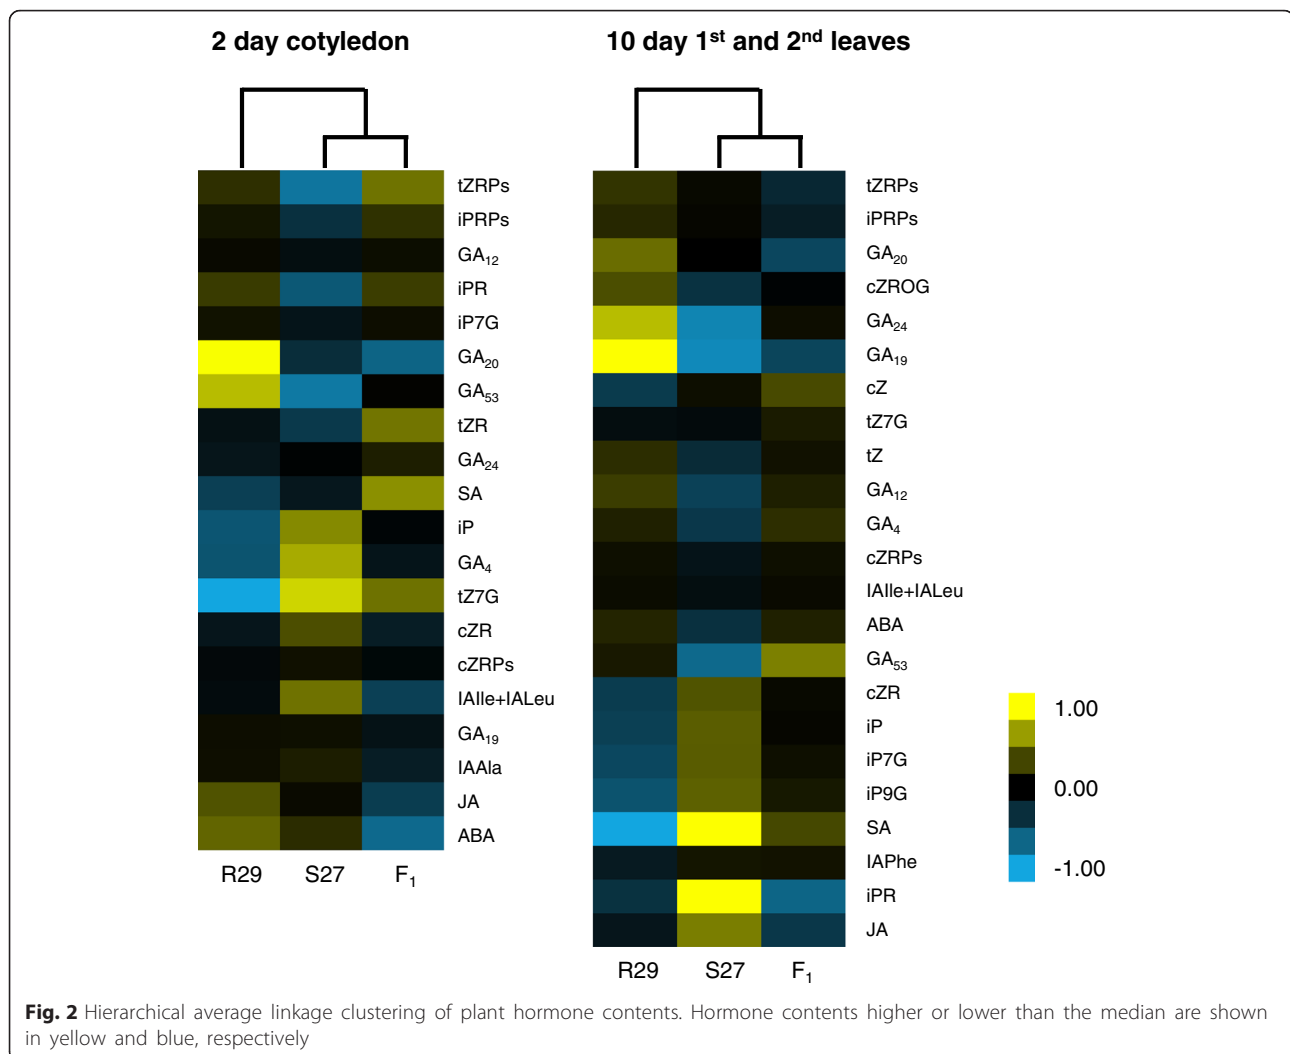 2 day cotyledon
10 day 1st and 2nd leaves
tZRPs
iPRPs
GA12
iPR
iP7G
GA20
GA53
tZR
GA24
SA
iP
GA4
tZ7G
cZR
cZRPs
IAIle+IALeu
GA19
IAAla
JA
ABA
R29 S27 F1
tZRPs
iPRPs
GA20
cZROG
GA24
GA19
cZ
tZ7G
tZ
GA12
GA4
cZRPs
IAIle+IALeu
ABA
GA53
cZR
iP
iP7G
iP9G
SA
IAPhe
iPR
JA
R29 S27 F1
1.00
0.00
-1.00
Fig. 2 Hierarchical average linkage clustering of plant hormone contents. Hormone contents higher or lower than the median are shown
in yellow and blue, respectively